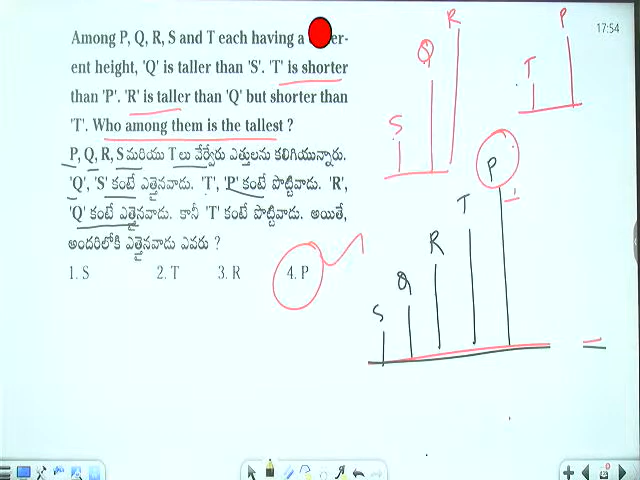 Among P, Q, R, S and T each having a
ent height, 'Q' is taller than 'S'. 'T' is shorter
than 'P'. 'R' is taller than 'Q' but shorter than
'T'. Who among them is the tallest ?
P, Q, R, S మరియు T లు వేర్వేరు ఎత్తులను కలిగియున్నారు.
'Q', 'S' కంటే ఎత్తైనవాడు. 'T', 'P' కంటే పొట్టివాడు. 'R',
'Q' కంటే ఎత్తైనవాడు. కానీ 'T' కంటే పొట్టివాడు. అయితే,
అందరిలోకి ఎత్తైనవాడు ఎవరు ?
1. S 2. T 3. R 4. P
S Q R
T P
S Q R T P
17:54